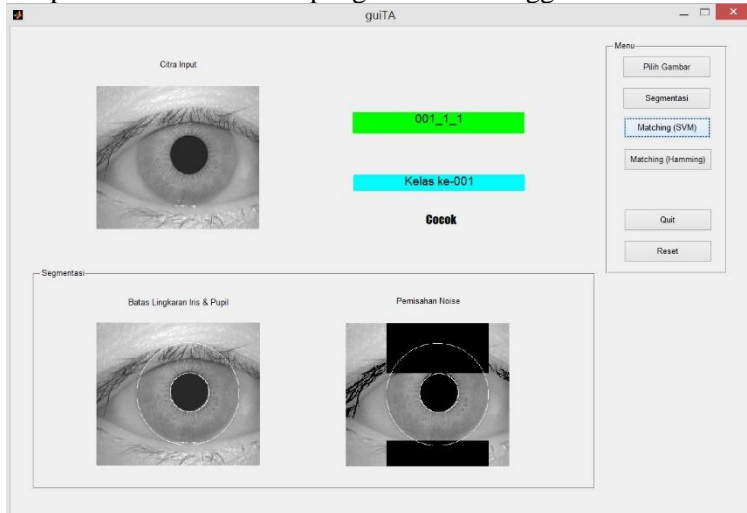 guiTA
Citra Input
001_1_1
Kelas ke-001
Cocok
Menu
Pilih Gambar
Segmentasi
Matching (SVM)
Matching (Hamming)
Quit
Reset
Segmentasi
Batas Lingkaran Iris & Pupil
Pemisahan Noise